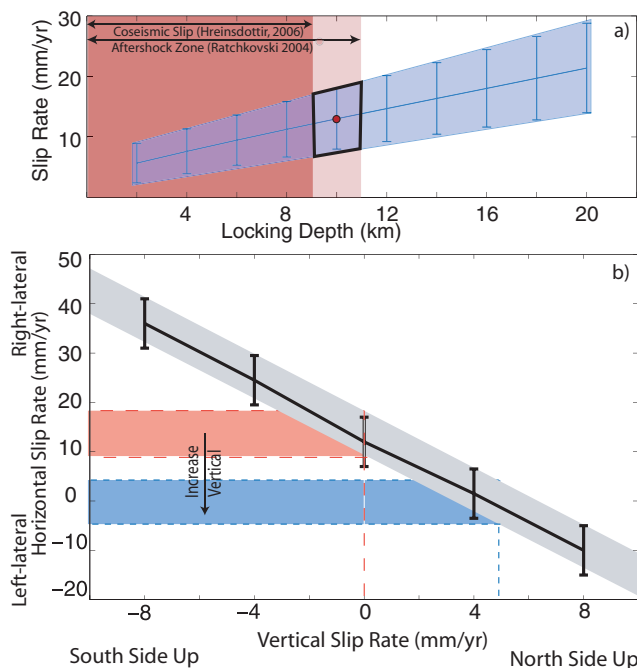 30
20
10
Slip Rate (mm/yr)
Coseismic Slip (Hreinsdottir, 2006)
Aftershock Zone (Ratchkovski 2004)
a)
4 8 12 16 20
Locking Depth (km)
50
40
30
20
10
0
−10
−20
Right-lateral
Left-lateral
Horizontal Slip Rate (mm/yr)
b)
Increase
Vertical
−8 −4 0 4 8
Vertical Slip Rate (mm/yr)
South Side Up
North Side Up